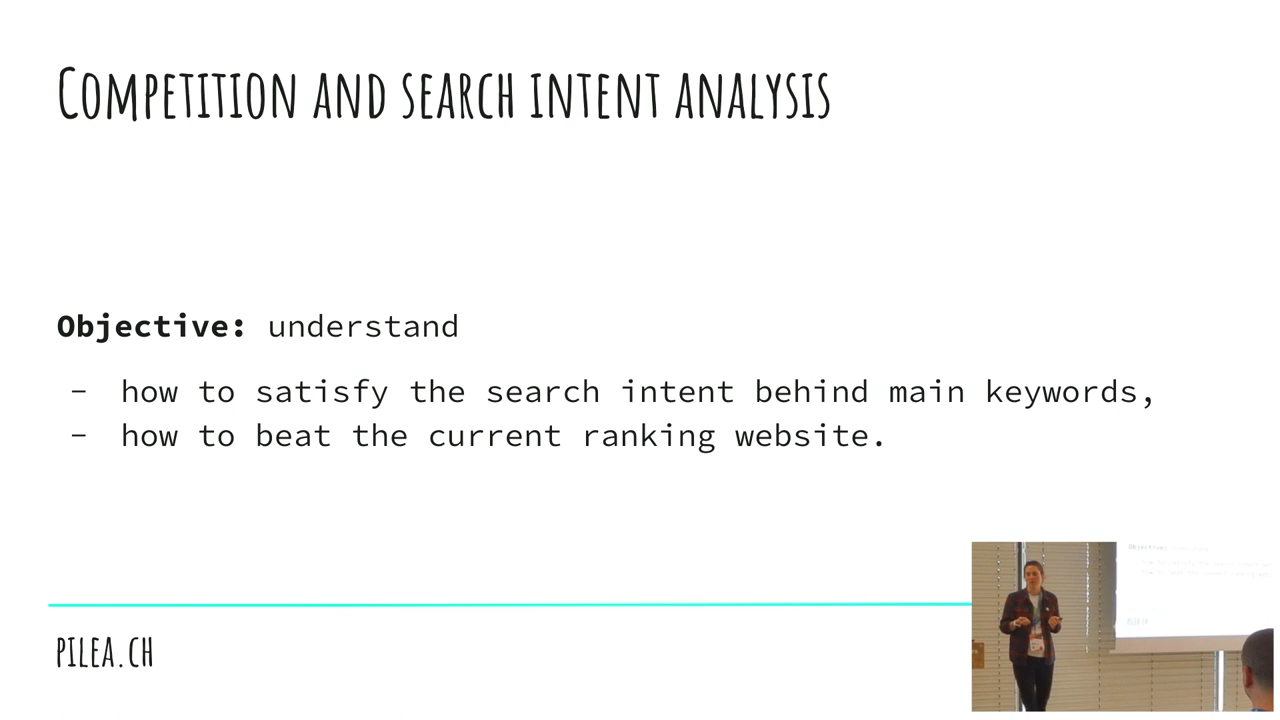 Competition and search intent analysis
Objective: understand
- how to satisfy the search intent behind main keywords,
- how to beat the current ranking website.
PILEA.CH
Objective: